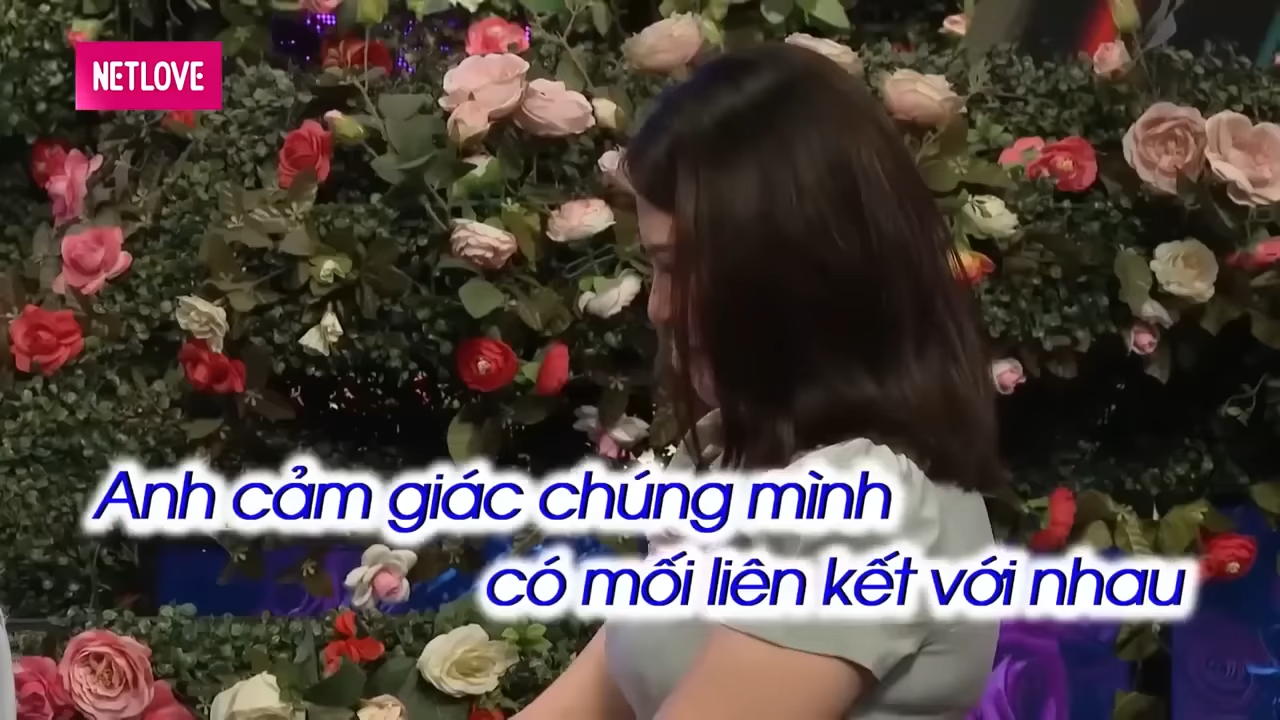 NETLOVE
Anh cảm giác chúng mình
có mối liên kết với nhau